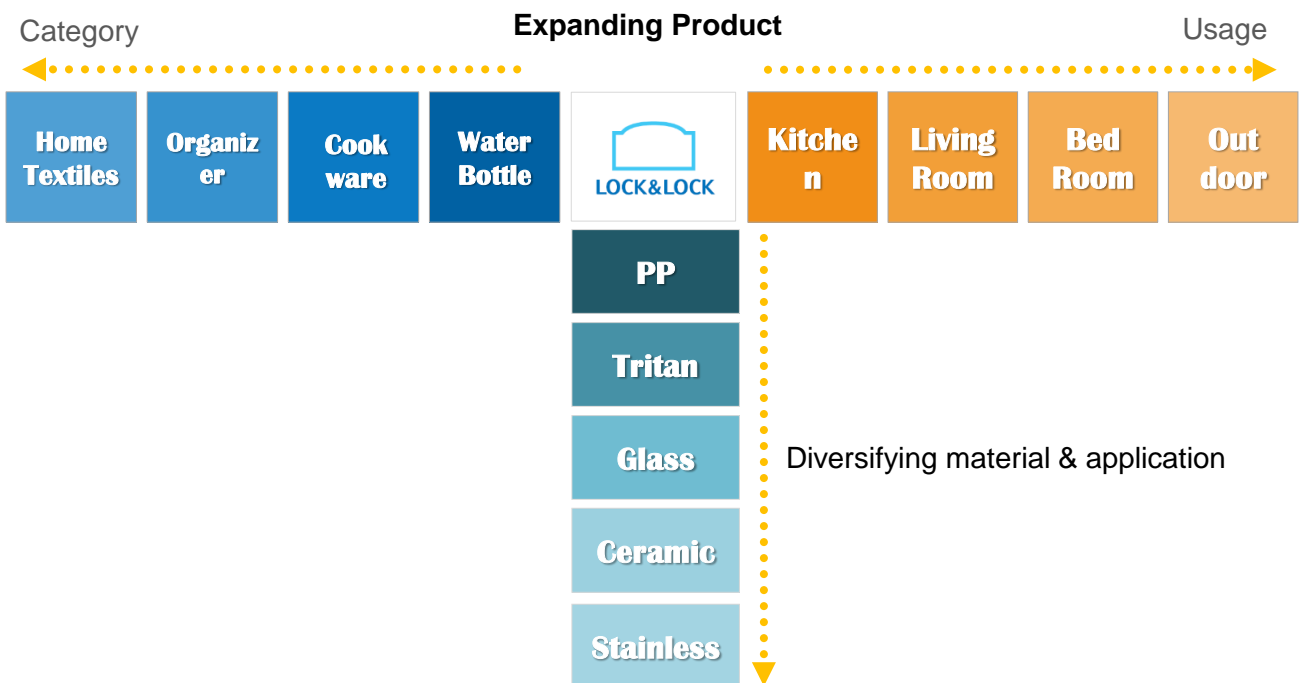 Expanding Product
Category
Usage
Home
Textiles
Organiz
er
Cook
ware
Water
Bottle
LOCK&LOCK
Kitche
n
Living
Room
Bed
Room
Out
door
PP
Tritan
Glass
Diversifying material & application
Ceramic
Stainless